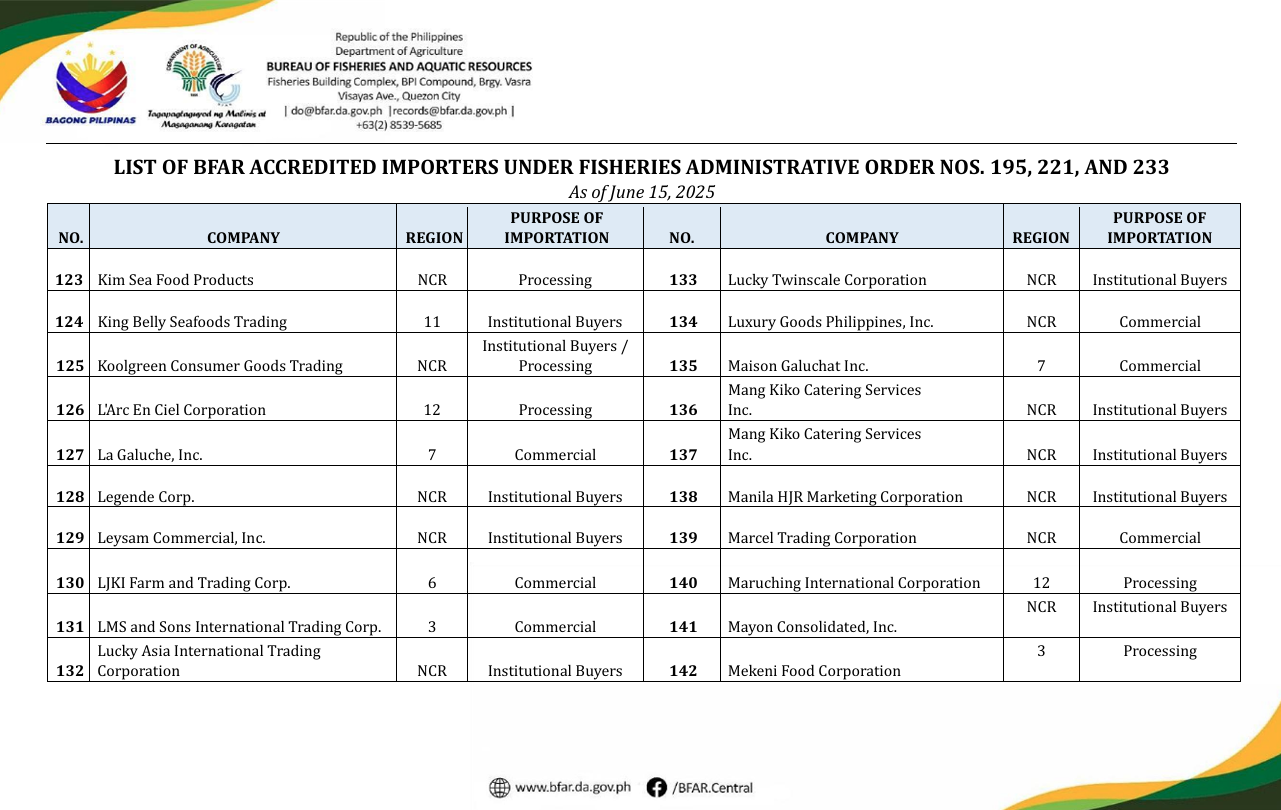 Republic of the Philippines
Department of Agriculture
BUREAU OF FISHERIES AND AQUATIC RESOURCES
Fisheries Building Complex, BPI Compound, Brgy. Vasra
Visayas Ave., Quezon City
| do@bfar.da.gov.ph |records@bfar.da.gov.ph |
+63(2) 8539-5685
BAGONG PILIPINAS
DEPARTMENT OF AGRICULTURE
Tagapagtaguyod ng Malinis at
Masaganang Karagatan
LIST OF BFAR ACCREDITED IMPORTERS UNDER FISHERIES ADMINISTRATIVE ORDER NOS. 195, 221, AND 233
As of June 15, 2025
NO. COMPANY REGION PURPOSE OF IMPORTATION NO. COMPANY REGION PURPOSE OF IMPORTATION
123 Kim Sea Food Products NCR Processing 133 Lucky Twinscale Corporation NCR Institutional Buyers
124 King Belly Seafoods Trading 11 Institutional Buyers 134 Luxury Goods Philippines, Inc. NCR Commercial
125 Koolgreen Consumer Goods Trading NCR Institutional Buyers / Processing 135 Maison Galuchat Inc. 7 Commercial
126 L'Arc En Ciel Corporation 12 Processing 136 Mang Kiko Catering Services Inc. NCR Institutional Buyers
127 La Galuche, Inc. 7 Commercial 137 Mang Kiko Catering Services Inc. NCR Institutional Buyers
128 Legende Corp. NCR Institutional Buyers 138 Manila HJR Marketing Corporation NCR Institutional Buyers
129 Leysam Commercial, Inc. NCR Institutional Buyers 139 Marcel Trading Corporation NCR Commercial
130 LJKI Farm and Trading Corp. 6 Commercial 140 Maruching International Corporation 12 Processing
131 LMS and Sons International Trading Corp. 3 Commercial 141 Mayon Consolidated, Inc. NCR Institutional Buyers
132 Lucky Asia International Trading Corporation NCR Institutional Buyers 142 Mekeni Food Corporation 3 Processing
www.bfar.da.gov.ph /BFAR.Central